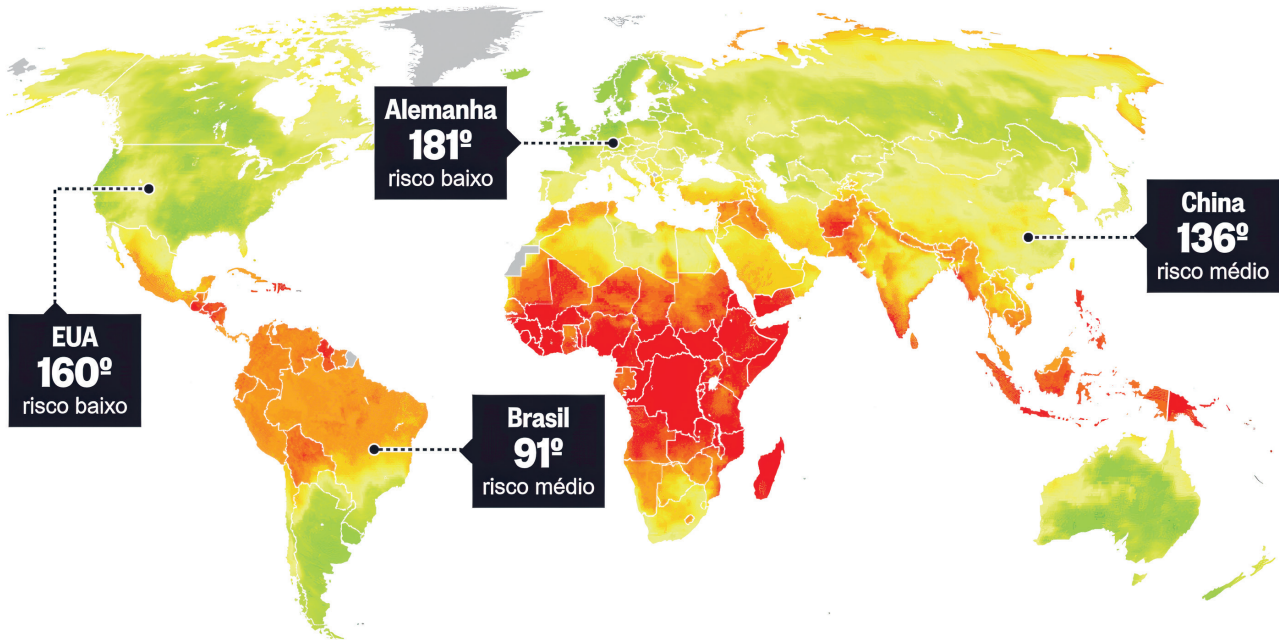 Alemanha
181º
risco baixo
China
136º
risco médio
EUA
160º
risco baixo
Brasil
91º
risco médio